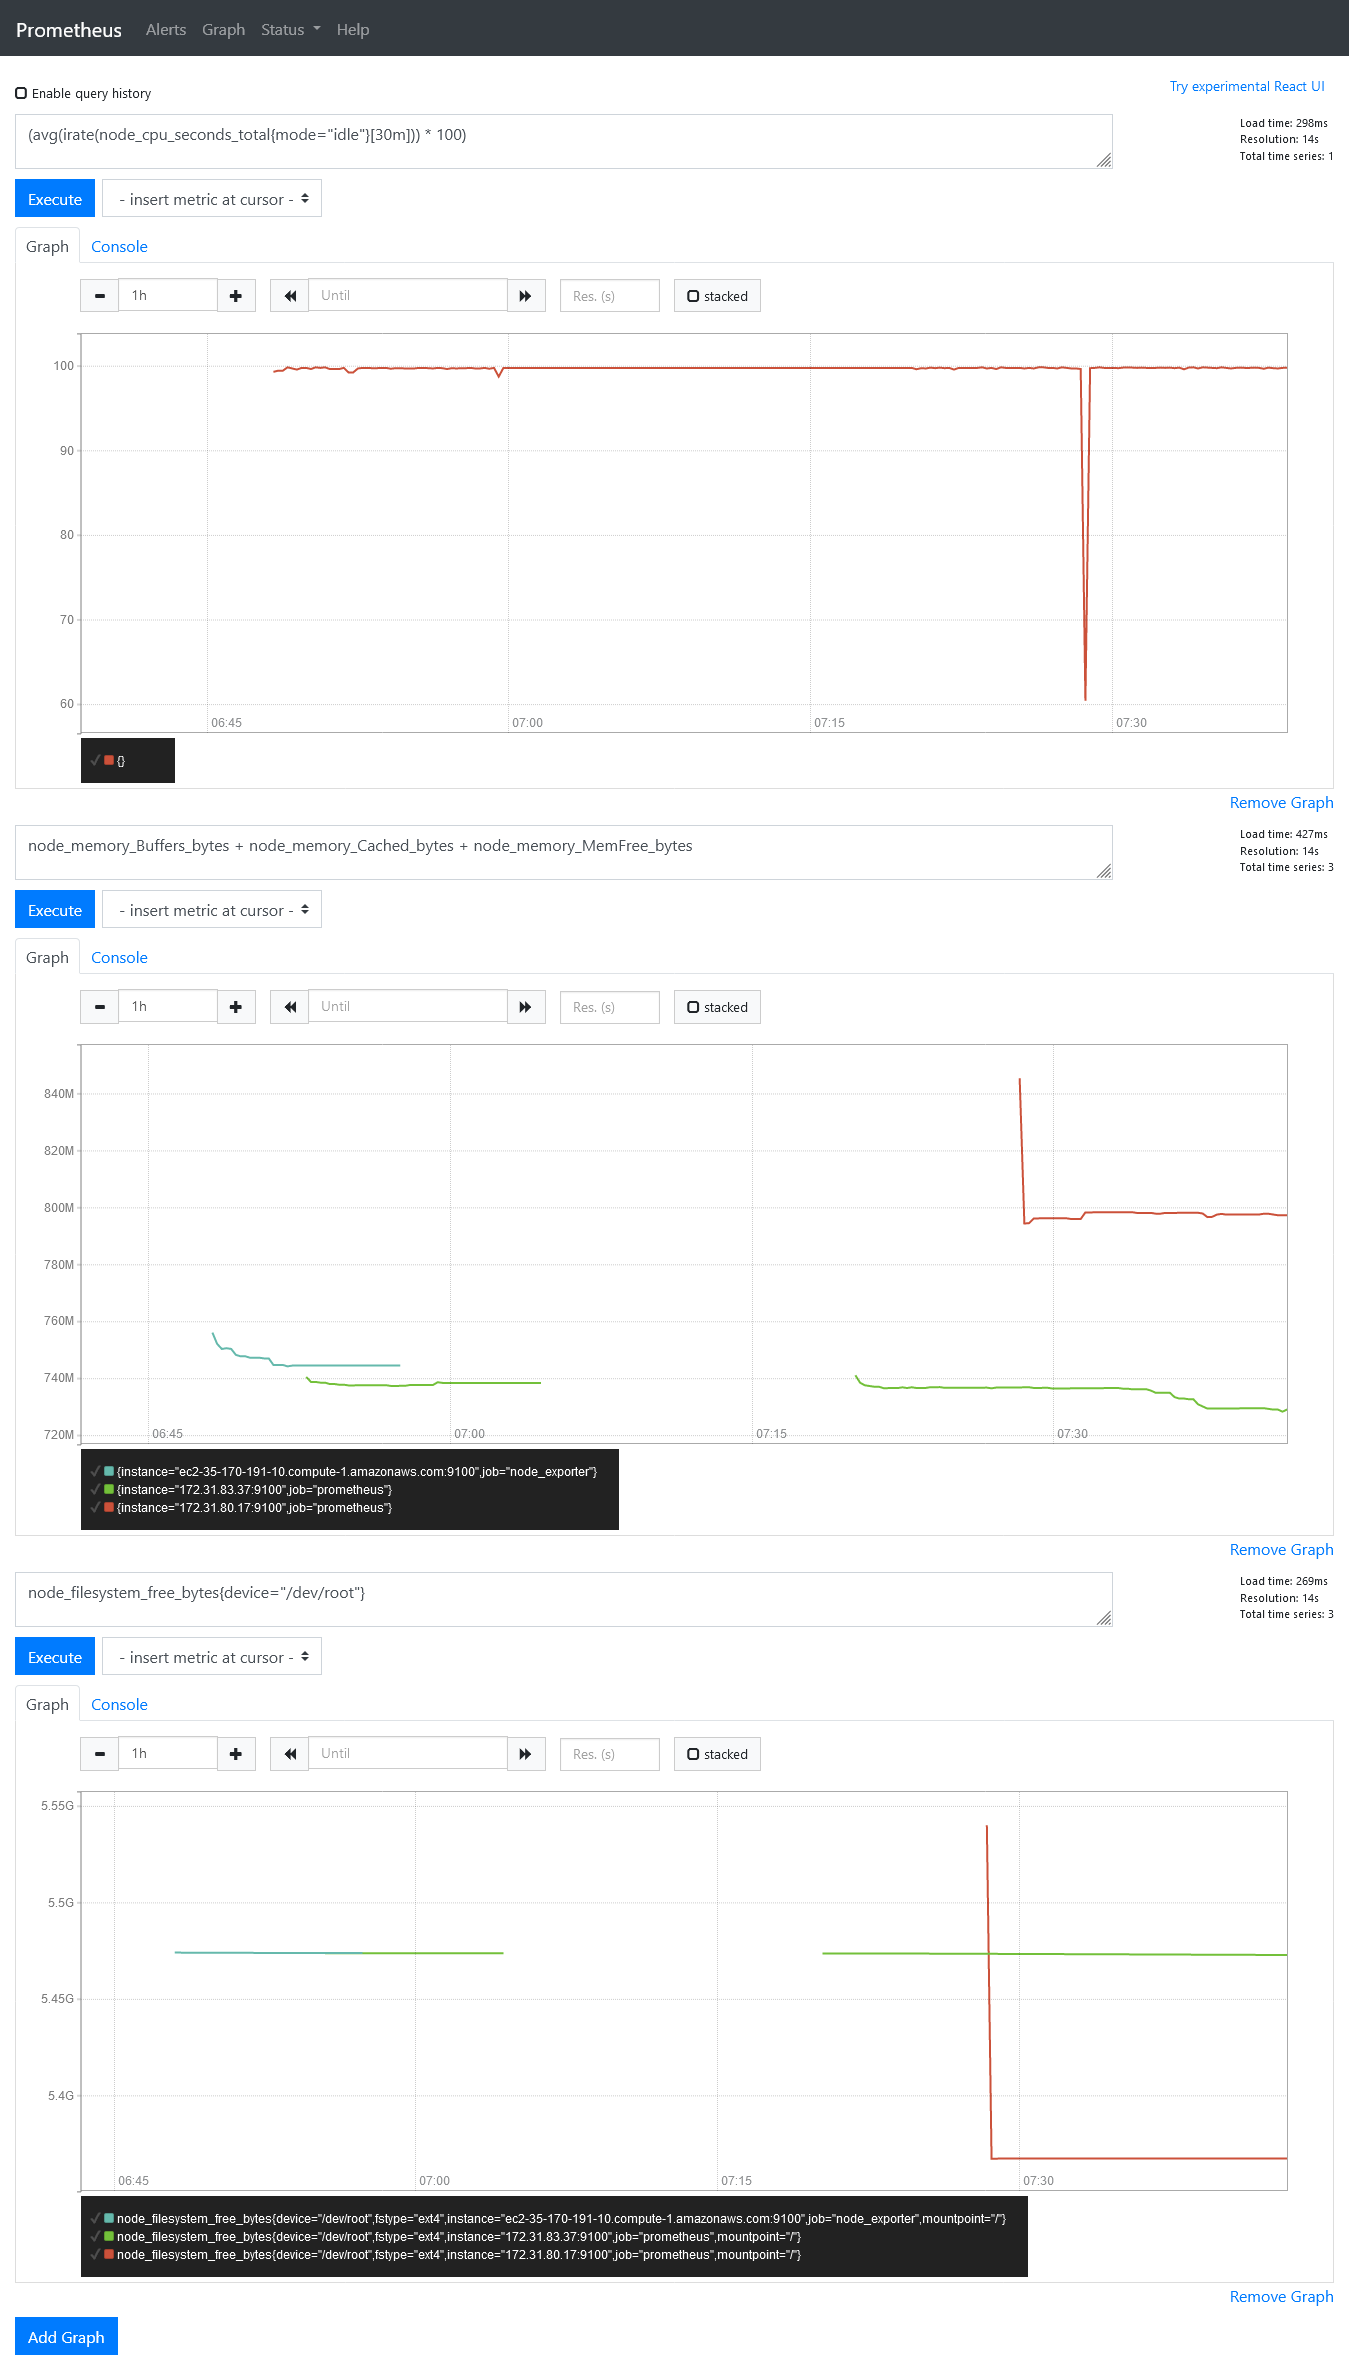 Prometheus Alerts Graph Status Help
Try experimental React UI
Enable query history
(avg(irate(node_cpu_seconds_total{mode="idle"}[30m])) * 100)
Load time: 298ms
Resolution: 14s
Total time series: 1
Execute - insert metric at cursor -
Graph Console
1h Until Res. (s) stacked
100
90
80
70
60
06:45 07:00 07:15 07:30
{}
Remove Graph
node_memory_Buffers_bytes + node_memory_Cached_bytes + node_memory_MemFree_bytes
Load time: 427ms
Resolution: 14s
Total time series: 3
Execute - insert metric at cursor -
Graph Console
1h Until Res. (s) stacked
840M
820M
800M
780M
760M
740M
720M
06:45 07:00 07:15 07:30
{instance="ec2-35-170-191-10.compute-1.amazonaws.com:9100",job="node_exporter"}
{instance="172.31.83.37:9100",job="prometheus"}
{instance="172.31.80.17:9100",job="prometheus"}
Remove Graph
node_filesystem_free_bytes{device="/dev/root"}
Load time: 269ms
Resolution: 14s
Total time series: 3
Execute - insert metric at cursor -
Graph Console
1h Until Res. (s) stacked
5.55G
5.5G
5.45G
5.4G
06:45 07:00 07:15 07:30
node_filesystem_free_bytes{device="/dev/root",fstype="ext4",instance="ec2-35-170-191-10.compute-1.amazonaws.com:9100",job="node_exporter",mountpoint="/"}
node_filesystem_free_bytes{device="/dev/root",fstype="ext4",instance="172.31.83.37:9100",job="prometheus",mountpoint="/"}
node_filesystem_free_bytes{device="/dev/root",fstype="ext4",instance="172.31.80.17:9100",job="prometheus",mountpoint="/"}
Remove Graph
Add Graph